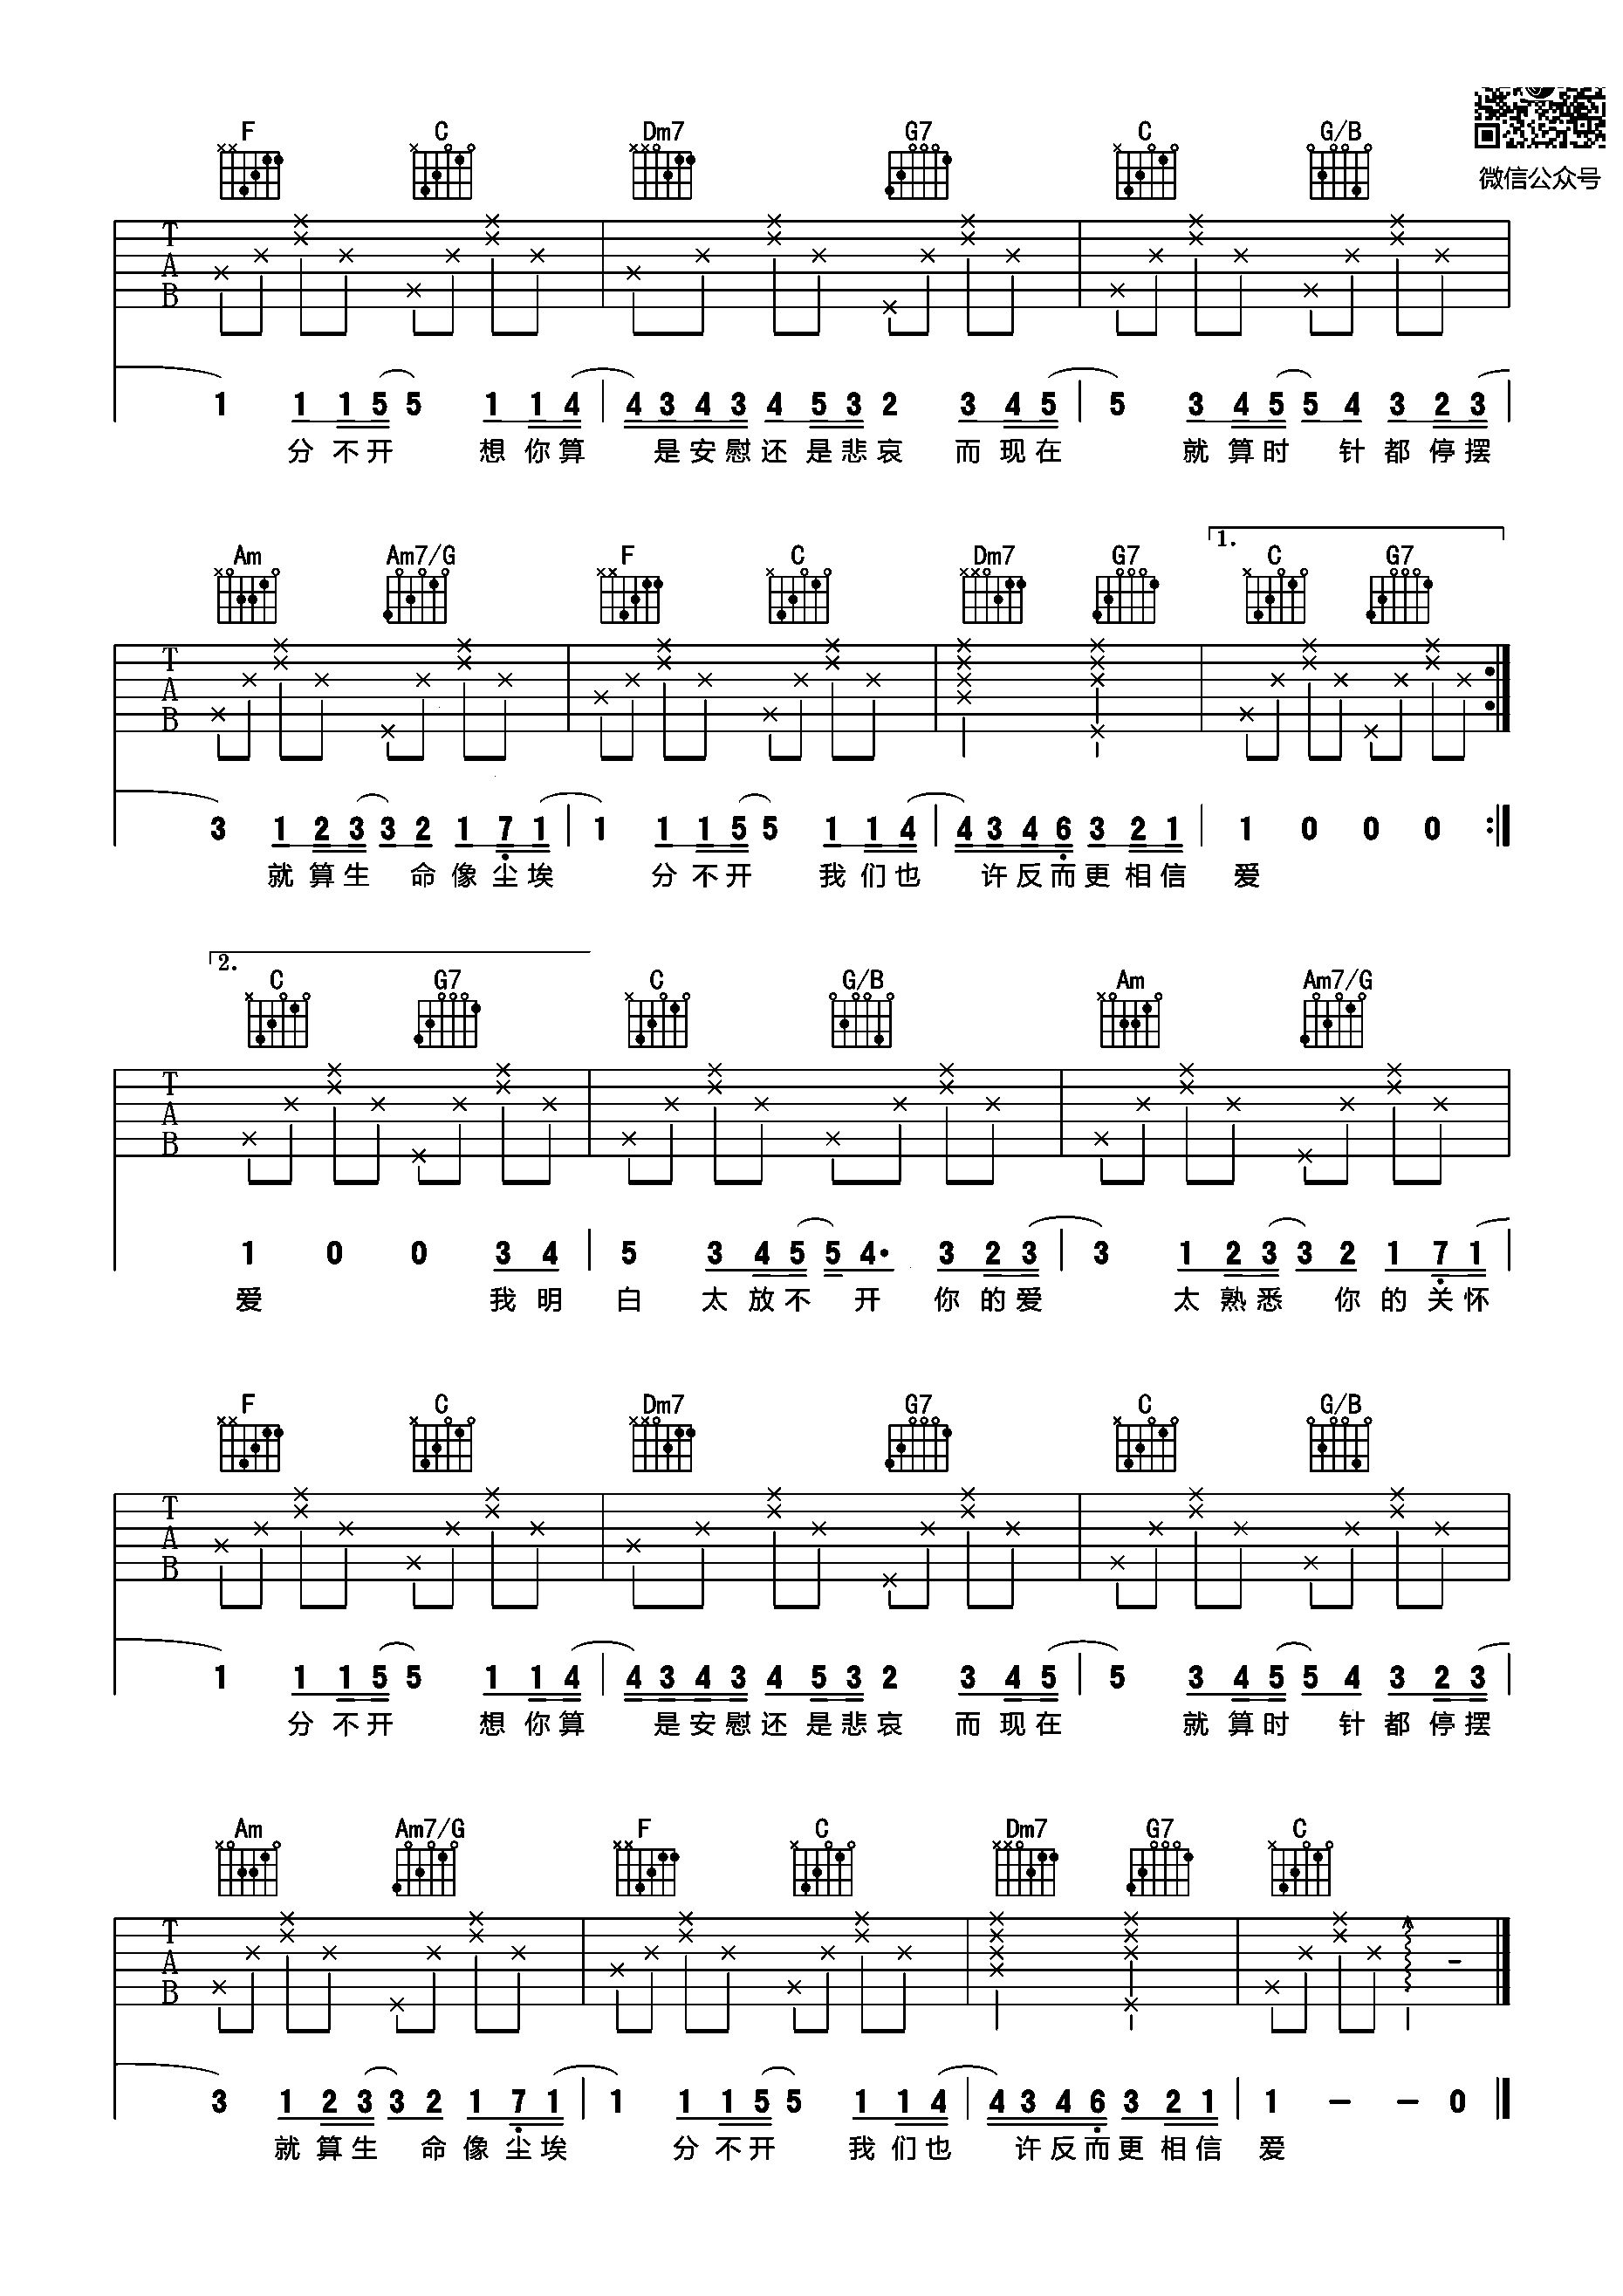 微信公众号
F C Dm7 G7 C G/B
T A B
1 1 1 5 5 1 1 4 | 4 3 4 3 4 5 3 2 3 4 5 | 5 3 4 5 5 4 3 2 3 |
分不开 想你算 是安慰还是悲哀 而现在 就算时 针都停摆
1.
Am Am7/G F C Dm7 G7 C G7
T A B
3 1 2 3 3 2 1 7 1 | 1 1 1 5 5 1 1 4 | 4 3 4 6 3 2 1 | 1 0 0 0 :|
就算生 命像尘埃 分不开 我们也 许反而更相信 爱
2.
C G7 C G/B Am Am7/G
T A B
1 0 0 3 4 | 5 3 4 5 5 4· 3 2 3 | 3 1 2 3 3 2 1 7 1 |
爱 我明 白 太放不 开 你的爱 太熟悉 你的关怀
F C Dm7 G7 C G/B
T A B
1 1 1 5 5 1 1 4 | 4 3 4 3 4 5 3 2 3 4 5 | 5 3 4 5 5 4 3 2 3 |
分不开 想你算 是安慰还是悲哀 而现在 就算时 针都停摆
Am Am7/G F C Dm7 G7 C
T A B
3 1 2 3 3 2 1 7 1 | 1 1 1 5 5 1 1 4 | 4 3 4 6 3 2 1 | 1 - - 0 |
就算生 命像尘埃 分不开 我们也 许反而更相信 爱